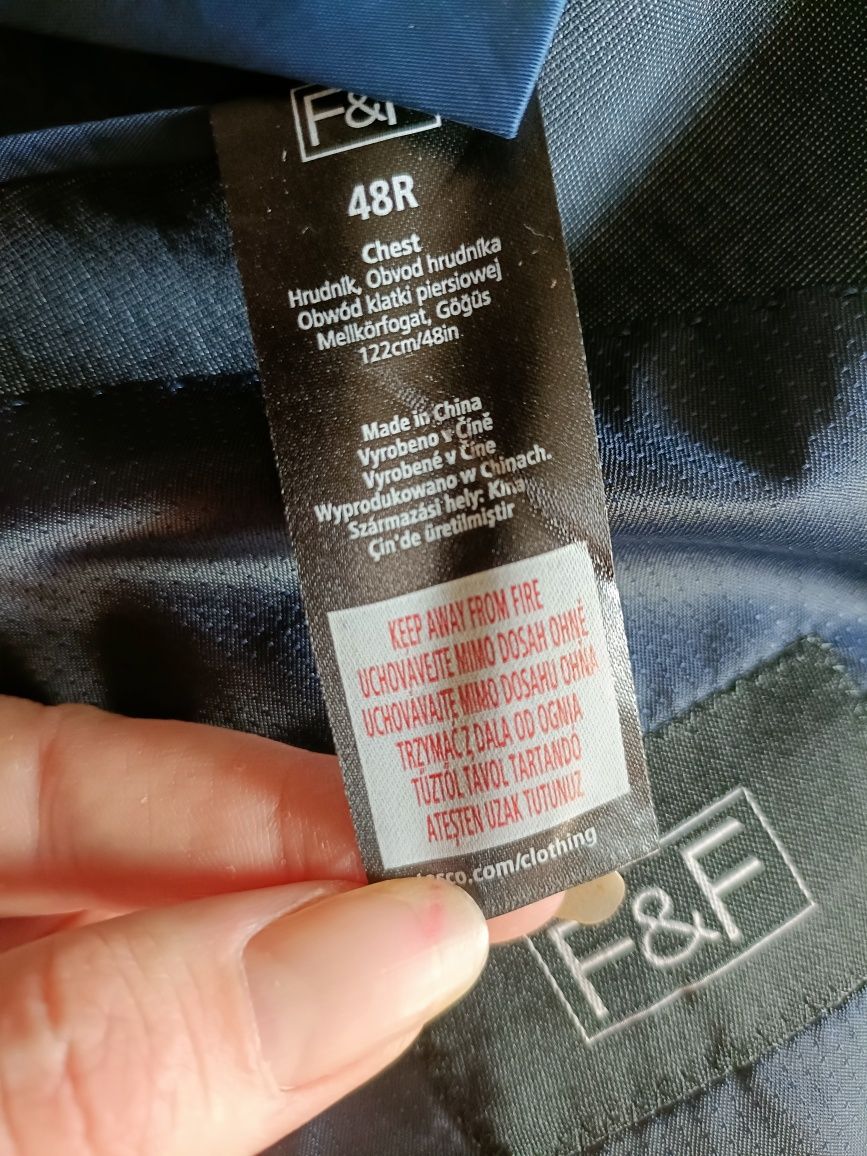 F&F
48R
Chest
Hrudník, Obvod hrudníka
Obwód klatki piersiowej
Mellkörfogat, Göğüs
122cm/48in
Made in China
Vyrobeno v Číně
Vyrobené v Číne
Wyprodukowano w Chinach.
Származási hely: Kína
Çin'de üretilmiştir
KEEP AWAY FROM FIRE
UCHOVÁVEJTE MIMO DOSAH OHNĚ
UCHOVÁVAJTE MIMO DOSAHU OHŇA
TRZYMAĆ Z DALA OD OGNIA
TŰZTŐL TÁVOL TARTANDÓ
ATEŞTEN UZAK TUTUNUZ
tesco.com/clothing
F&F